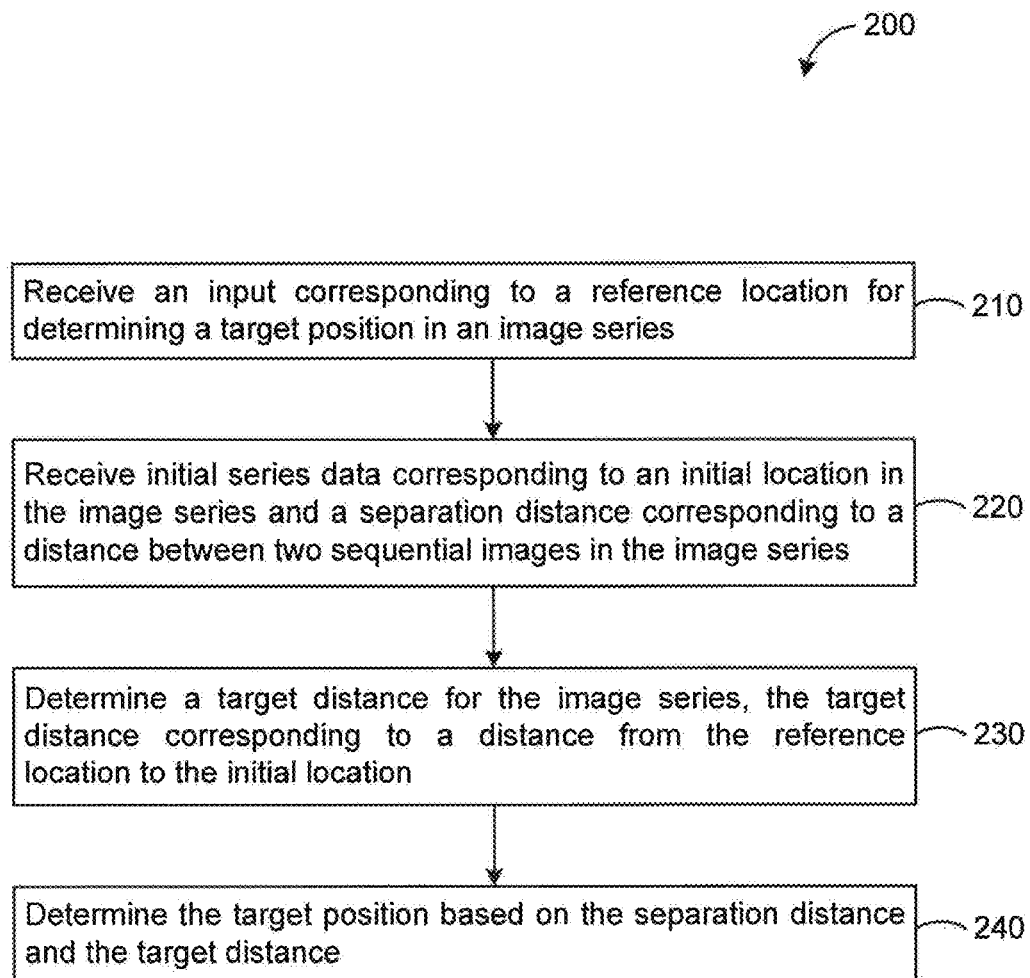 200
Receive an input corresponding to a reference location for
determining a target position in an image series
210
Receive initial series data corresponding to an initial location in
the image series and a separation distance corresponding to a
distance between two sequential images in the image series
220
Determine a target distance for the image series, the target
distance corresponding to a distance from the reference
location to the initial location
230
Determine the target position based on the separation distance
and the target distance
240